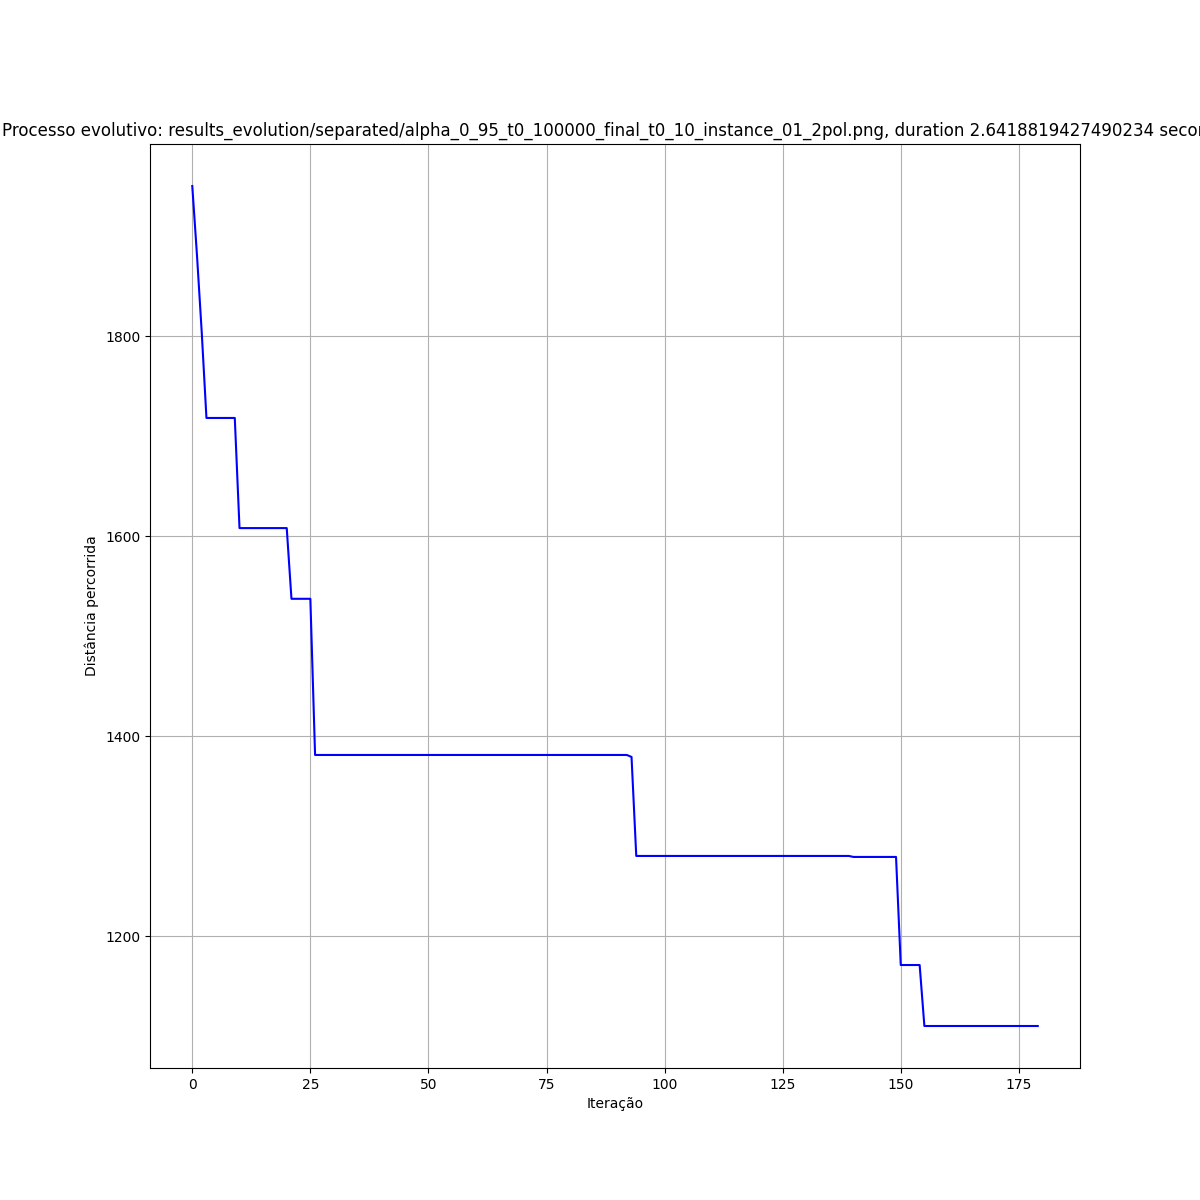 Processo evolutivo: results_evolution/separated/alpha_0_95_t0_100000_final_t0_10_instance_01_2pol.png, duration 2.6418819427490234 secor
1800
1600
1400
1200
Distância percorrida
0 25 50 75 100 125 150 175
Iteração